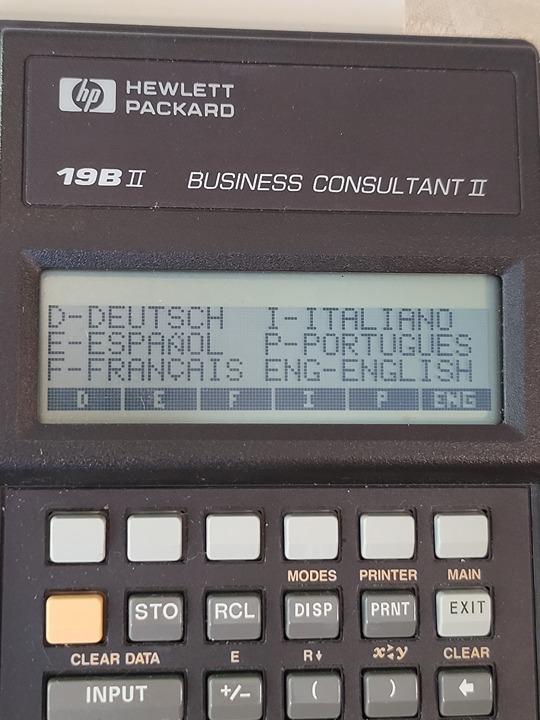 hp HEWLETT
PACKARD
19B II BUSINESS CONSULTANT II
D-DEUTSCH I-ITALIANO
E-ESPAÑOL P-PORTUGUES
F-FRANÇAIS ENG-ENGLISH
D E F I P ENG
MODES PRINTER MAIN
STO RCL DISP PRNT EXIT
CLEAR DATA E R↓ x≷y CLEAR
INPUT +/− ( ) ←